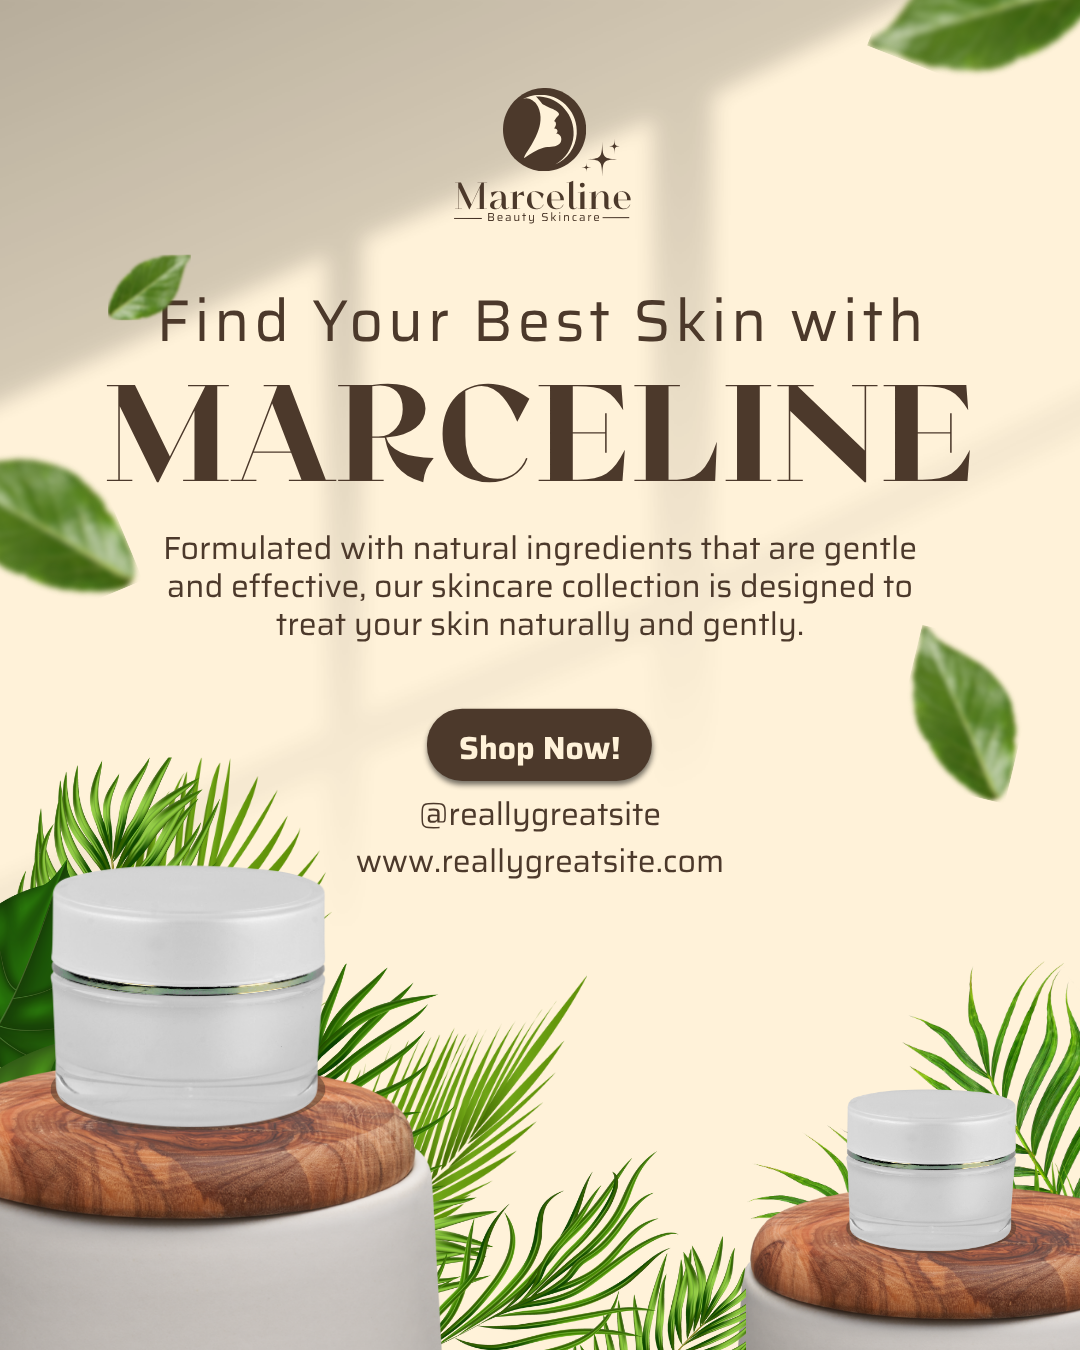 Marceline
Beauty Skincare
Find Your Best Skin with
MARCELINE
Formulated with natural ingredients that are gentle
and effective, our skincare collection is designed to
treat your skin naturally and gently.
Shop Now!
@reallygreatsite
www.reallygreatsite.com